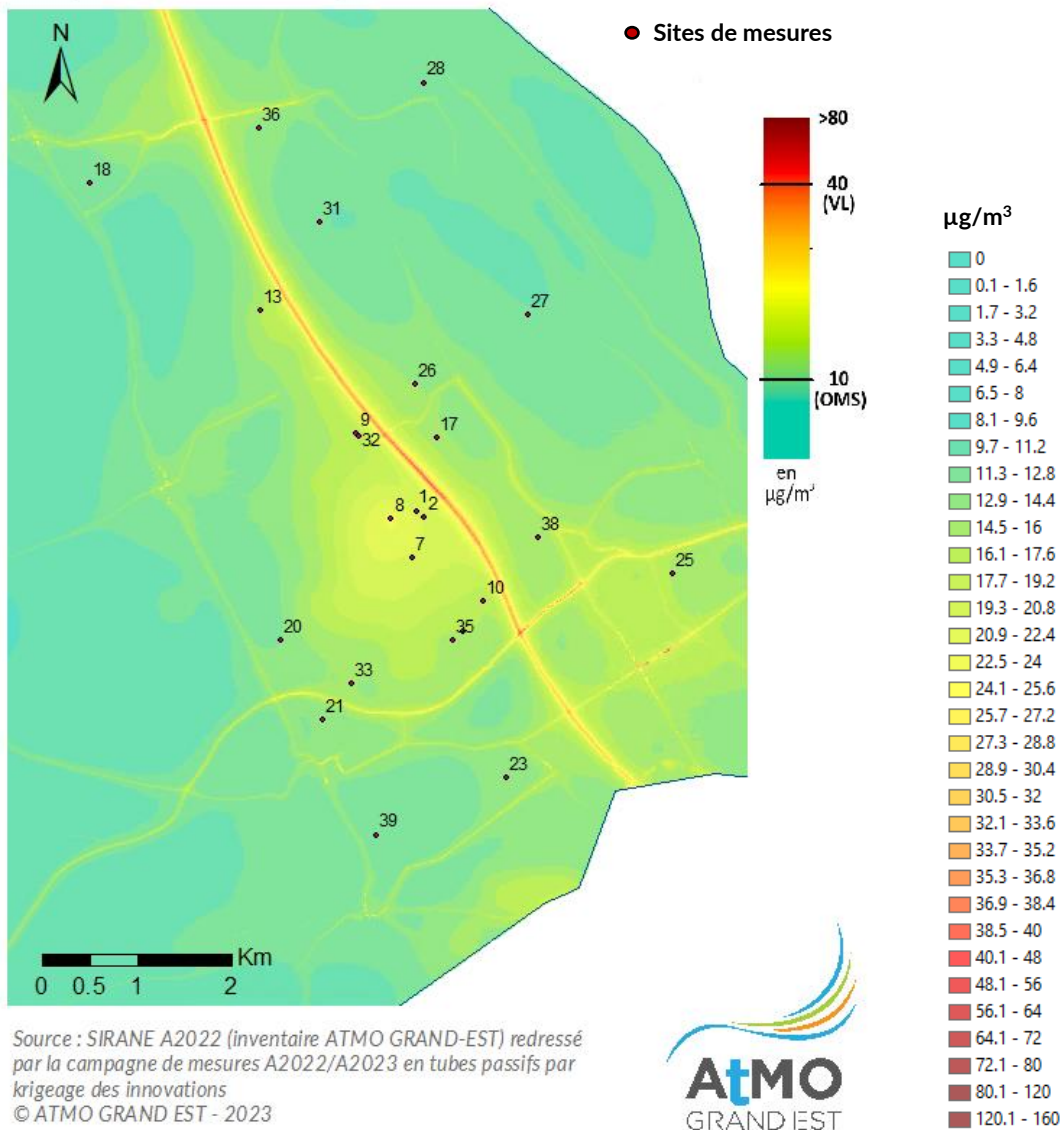 N
Sites de mesures
28
36
18
31
13
27
26
9
32
17
1
2
8
7
38
25
10
35
20
33
21
23
39
>80
40
(VL)
10
(OMS)
en
µg/m³
µg/m³
0
0.1 - 1.6
1.7 - 3.2
3.3 - 4.8
4.9 - 6.4
6.5 - 8
8.1 - 9.6
9.7 - 11.2
11.3 - 12.8
12.9 - 14.4
14.5 - 16
16.1 - 17.6
17.7 - 19.2
19.3 - 20.8
20.9 - 22.4
22.5 - 24
24.1 - 25.6
25.7 - 27.2
27.3 - 28.8
28.9 - 30.4
30.5 - 32
32.1 - 33.6
33.7 - 35.2
35.3 - 36.8
36.9 - 38.4
38.5 - 40
40.1 - 48
48.1 - 56
56.1 - 64
64.1 - 72
72.1 - 80
80.1 - 120
120.1 - 160
Km
0 0.5 1 2
Source : SIRANE A2022 (inventaire ATMO GRAND-EST) redressé
par la campagne de mesures A2022/A2023 en tubes passifs par
krigeage des innovations
© ATMO GRAND EST - 2023
AtMO
GRAND EST